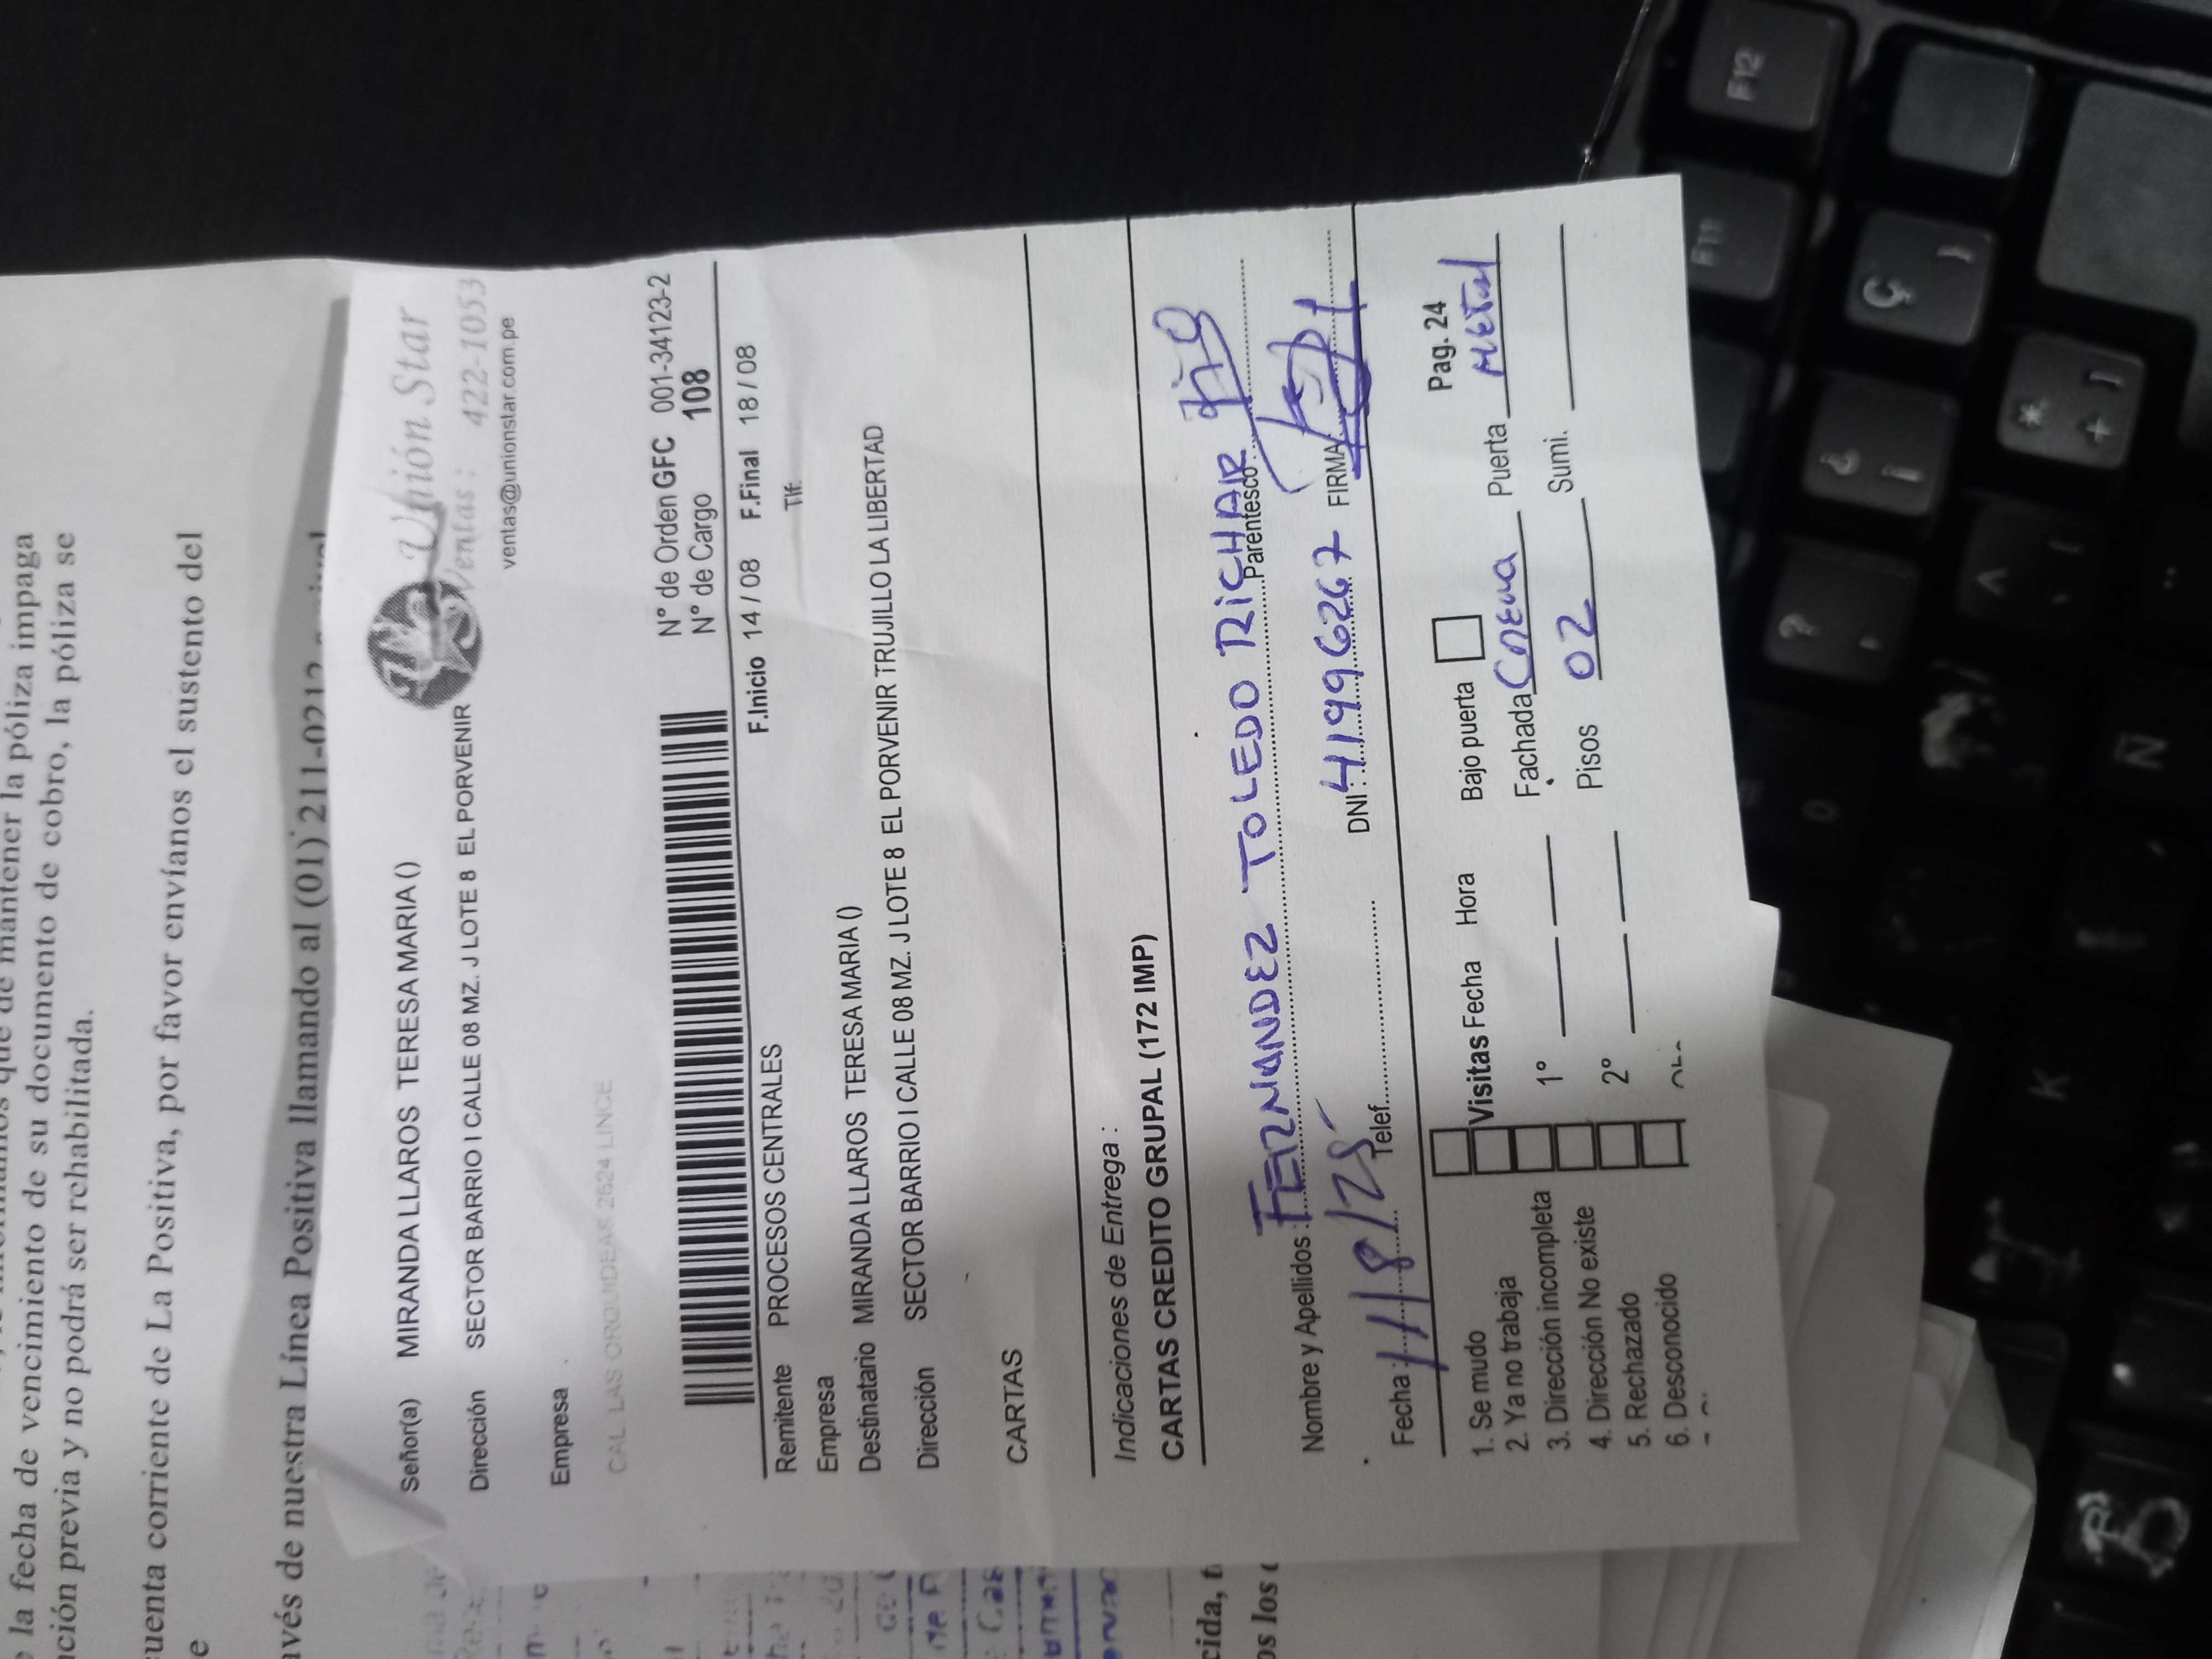 la fecha de vencimiento de su documento de cobro, la póliza se
ción previa y no podrá ser rehabilitada.
cuenta corriente de La Positiva, por favor envíanos el sustento del
e
avés de nuestra Línea Positiva llamando al (01) 211-0212
Unión Star
Ventas : 422-1053
ventas@unionstar.com.pe
Señor(a) MIRANDA LLAROS TERESA MARIA ()
Dirección SECTOR BARRIO I CALLE 08 MZ. J LOTE 8 EL PORVENIR
Empresa .
CAL. LAS ORQUIDEAS 2624 LINCE
N° de Orden GFC 001-34123-2
N° de Cargo 108
F.Inicio 14 / 08 F.Final 18 / 08
Remitente PROCESOS CENTRALES Tlf.
Empresa
Destinatario MIRANDA LLAROS TERESA MARIA ()
Dirección SECTOR BARRIO I CALLE 08 MZ. J LOTE 8 EL PORVENIR TRUJILLO LA LIBERTAD
CARTAS
Indicaciones de Entrega :
CARTAS CREDITO GRUPAL (172 IMP)
Nombre y Apellidos : FERNANDEZ TOLEDO RICHAR
Parentesco
Fecha : Telef. DNI : 41996267 FIRMA
Pag. 24
1. Se mudo
2. Ya no trabaja
3. Dirección incompleta
4. Dirección No existe
5. Rechazado
6. Desconocido
Visitas Fecha Hora
1°
2°
Bajo puerta
Fachada Crema Puerta Metal
Pisos 02 Sumi.
cida,
os los
F12
F11
Ç
Ñ
K